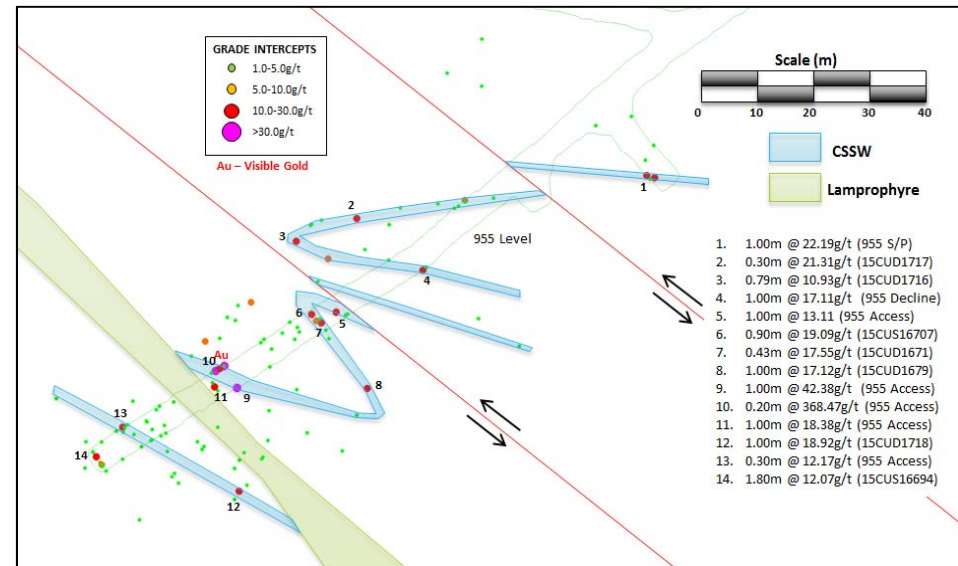 GRADE INTERCEPTS
1.0-5.0g/t
5.0-10.0g/t
10.0-30.0g/t
>30.0g/t
Au – Visible Gold
Scale (m)
0 10 20 30 40
CSSW
Lamprophyre
1
2
3
955 Level
4
5
6
7
8
Au
10
9
11
13
14
12
1. 1.00m @ 22.19g/t (955 S/P)
2. 0.30m @ 21.31g/t (15CUD1717)
3. 0.79m @ 10.93g/t (15CUD1716)
4. 1.00m @ 17.11g/t (955 Decline)
5. 1.00m @ 13.11 (955 Access)
6. 0.90m @ 19.09g/t (15CUS16707)
7. 0.43m @ 17.55g/t (15CUD1671)
8. 1.00m @ 17.12g/t (15CUD1679)
9. 1.00m @ 42.38g/t (955 Access)
10. 0.20m @ 368.47g/t (955 Access)
11. 1.00m @ 18.38g/t (955 Access)
12. 1.00m @ 18.92g/t (15CUD1718)
13. 0.30m @ 12.17g/t (955 Access)
14. 1.80m @ 12.07g/t (15CUS16694)